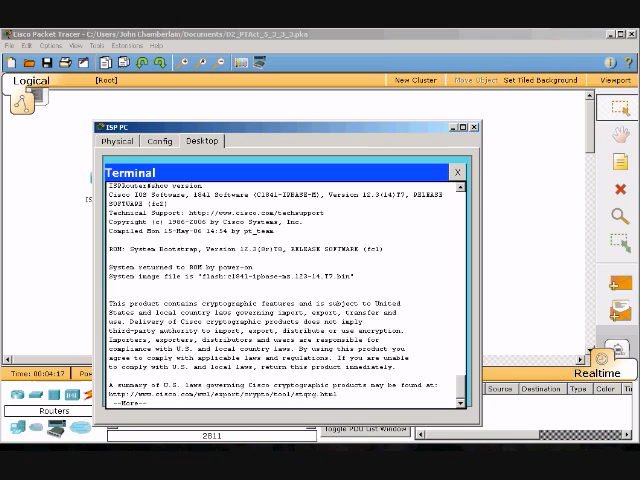 Cisco Packet Tracer - C:/Users/John Chamberlain/Documents/D2_PTAct_5_3_3_3.pka
File Edit Options View Tools Extensions Help
Logical [Root] New Cluster Move Object Set Tiled Background Viewport
ISP PC
Physical Config Desktop
Terminal X
ISPRouter#show version
Cisco IOS Software, 1841 Software (C1841-IPBASE-M), Version 12.3(14)T7, RELEASE
SOFTWARE (fc2)
Technical Support: http://www.cisco.com/techsupport
Copyright (c) 1986-2006 by Cisco Systems, Inc.
Compiled Mon 15-May-06 14:54 by pt_team
ROM: System Bootstrap, Version 12.3(8r)T8, RELEASE SOFTWARE (fc1)
System returned to ROM by power-on
System image file is "flash:c1841-ipbase-mz.123-14.T7.bin"
This product contains cryptographic features and is subject to United
States and local country laws governing import, export, transfer and
use. Delivery of Cisco cryptographic products does not imply
third-party authority to import, export, distribute or use encryption.
Importers, exporters, distributors and users are responsible for
compliance with U.S. and local country laws. By using this product you
agree to comply with applicable laws and regulations. If you are unable
to comply with U.S. and local laws, return this product immediately.
A summary of U.S. laws governing Cisco cryptographic products may be found at:
http://www.cisco.com/wwl/export/crypto/tool/stqrg.html
--More--
Realtime
Time: 00:04:17
Source Destination Type Color
Routers
2811
Toggle PDU List Window